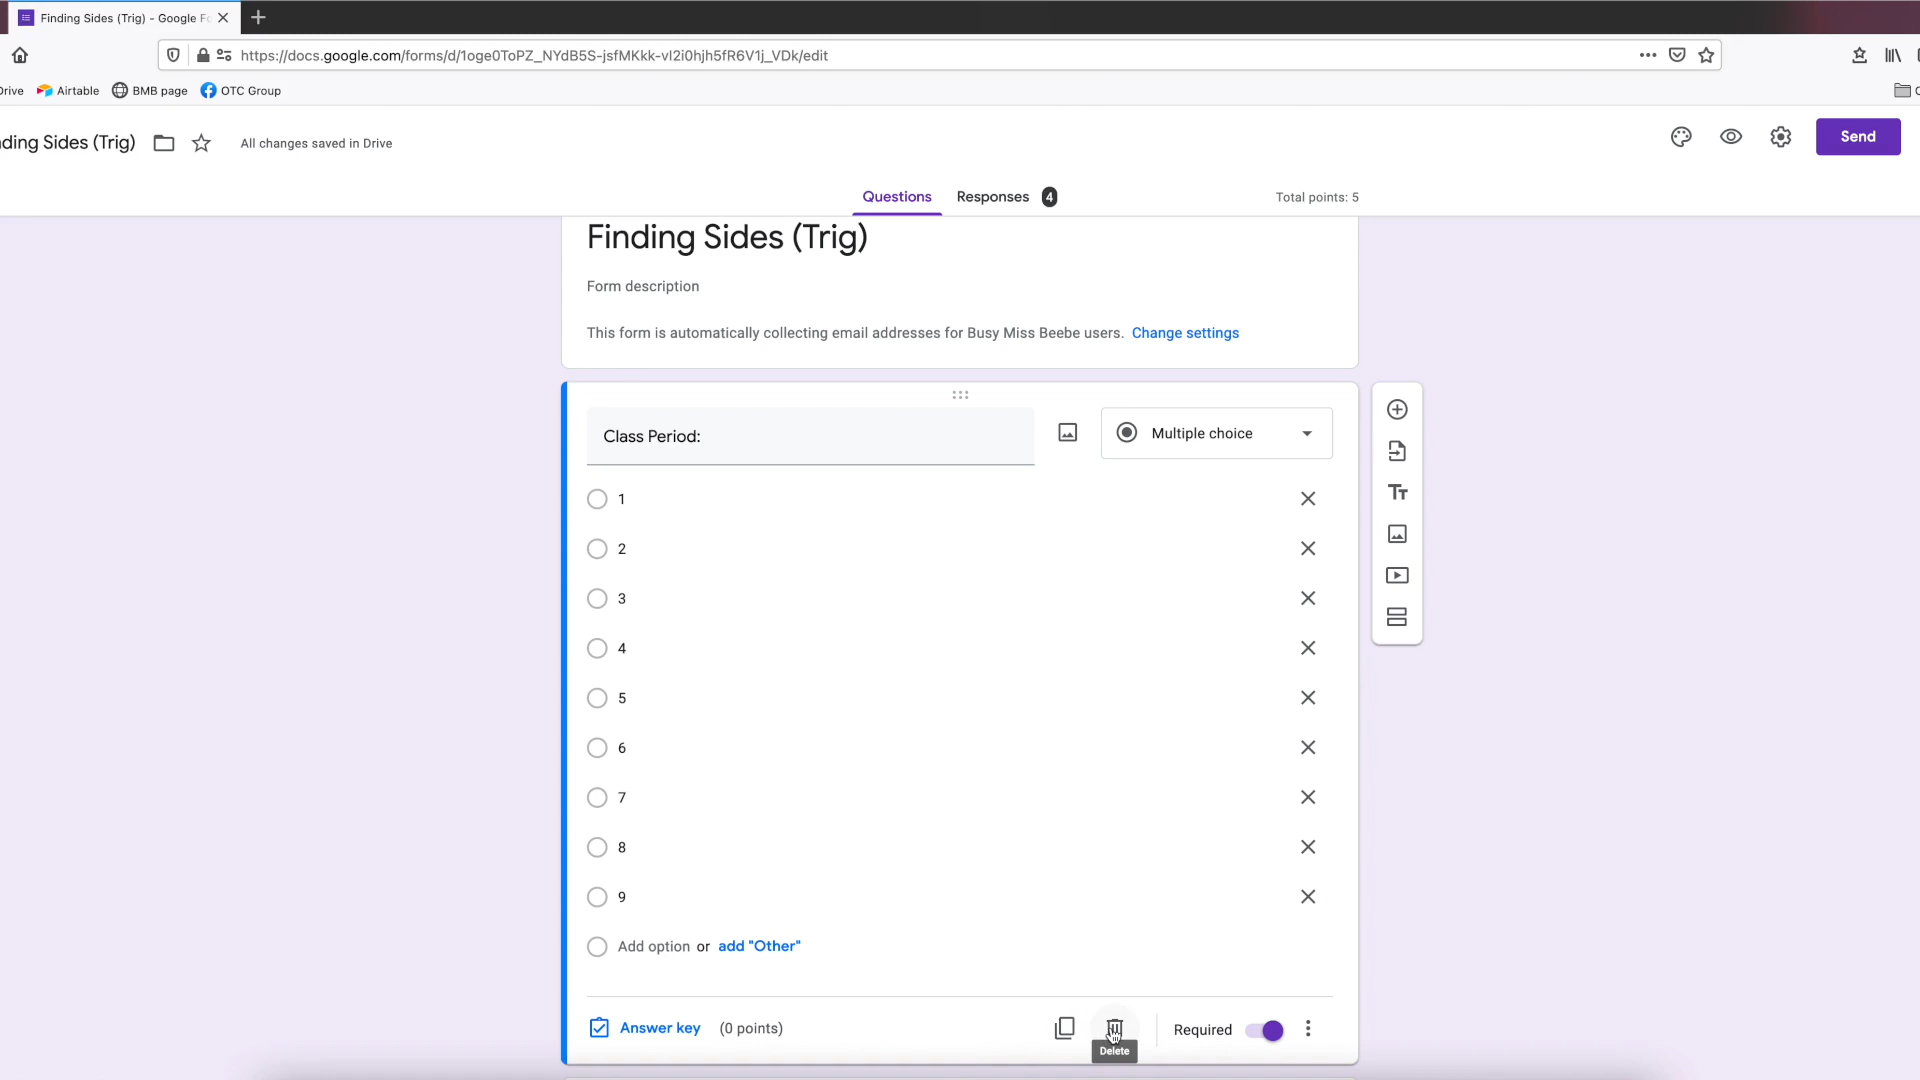 Finding Sides (Trig) - Google Fo
https://docs.google.com/forms/d/1oge0ToPZ_NYdB5S-jsfMKkk-vI2i0hjh5fR6V1j_VDk/edit
Drive Airtable BMB page OTC Group
nding Sides (Trig) All changes saved in Drive
Send
Questions Responses 4 Total points: 5
Finding Sides (Trig)
Form description
This form is automatically collecting email addresses for Busy Miss Beebe users. Change settings
Class Period: Multiple choice
Tт
1
2
3
4
5
6
7
8
9
Add option or add "Other"
Answer key (0 points) Required
Delete